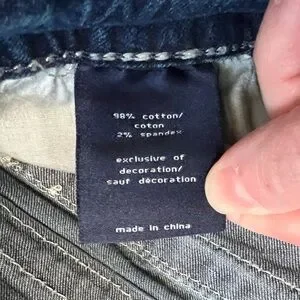 98% cotton/
coton
2% spandex
exclusive of
decoration/
sauf décoration
made in china